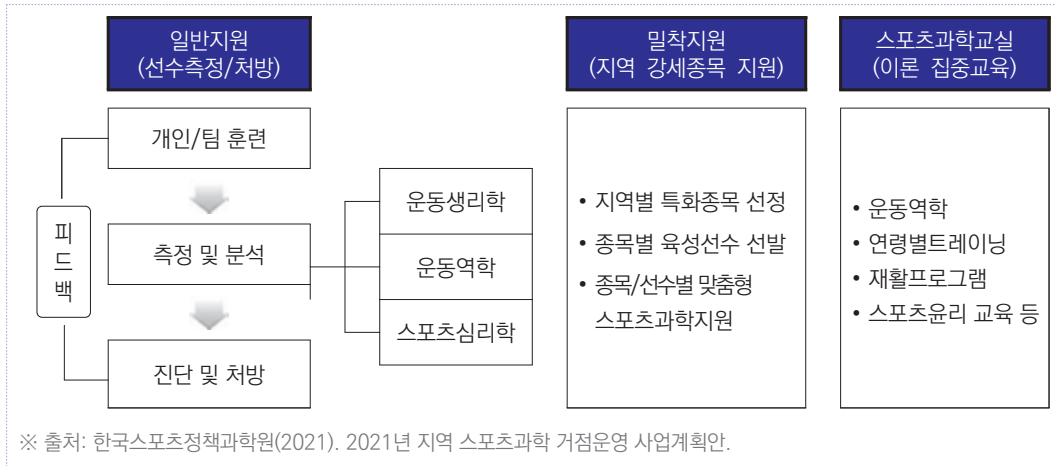 일반지원
(선수측정/처방)
개인/팀 훈련
측정 및 분석
진단 및 처방
피
드
백
운동생리학
운동역학
스포츠심리학
밀착지원
(지역 강세종목 지원)
• 지역별 특화종목 선정
• 종목별 육성선수 선발
• 종목/선수별 맞춤형
스포츠과학지원
스포츠과학교실
(이론 집중교육)
• 운동역학
• 연령별트레이닝
• 재활프로그램
• 스포츠윤리 교육 등
※ 출처: 한국스포츠정책과학원(2021). 2021년 지역 스포츠과학 거점운영 사업계획안.